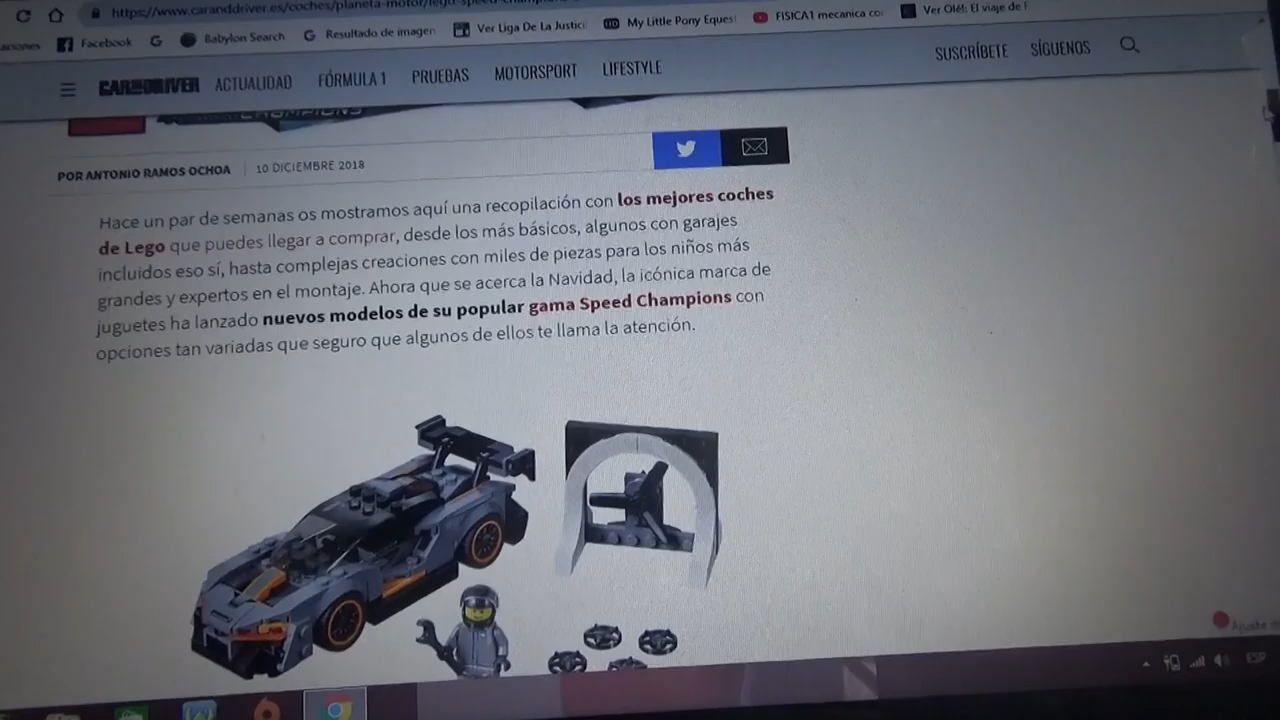 https://www.caranddriver.es/coches/planeta-motor/lego-speed-champions
aciones Facebook G Babylon Search Resultado de imagen Ver Liga De La Justici My Little Pony Equest FISICA1 mecanica co Ver Olé!: El viaje de F
CAR AND DRIVER ACTUALIDAD FÓRMULA 1 PRUEBAS MOTORSPORT LIFESTYLE SUSCRÍBETE SÍGUENOS
CHAMPIONS
POR ANTONIO RAMOS OCHOA 10 DICIEMBRE 2018
Hace un par de semanas os mostramos aquí una recopilación con los mejores coches
de Lego que puedes llegar a comprar, desde los más básicos, algunos con garajes
incluidos eso sí, hasta complejas creaciones con miles de piezas para los niños más
grandes y expertos en el montaje. Ahora que se acerca la Navidad, la icónica marca de
juguetes ha lanzado nuevos modelos de su popular gama Speed Champions con
opciones tan variadas que seguro que algunos de ellos te llama la atención.
Ajuste
ESP